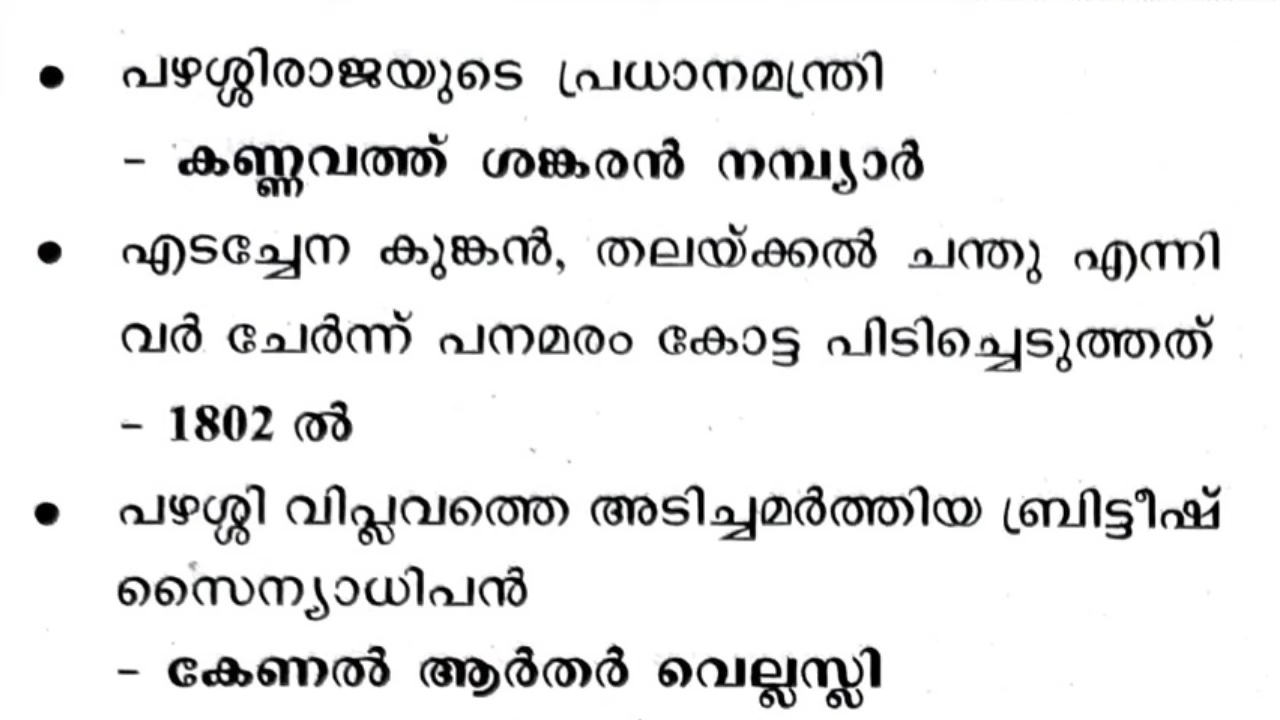 • പഴശ്ശിരാജയുടെ പ്രധാനമന്ത്രി
– കണ്ണവത്ത് ശങ്കരൻ നമ്പ്യാർ
• എടച്ചേന കുങ്കൻ, തലയ്ക്കൽ ചന്തു എന്നി
വർ ചേർന്ന് പനമരം കോട്ട പിടിച്ചെടുത്തത്
– 1802 ൽ
• പഴശ്ശി വിപ്ലവത്തെ അടിച്ചമർത്തിയ ബ്രിട്ടീഷ്
സൈന്യാധിപൻ
– കേണൽ ആർതർ വെല്ലസ്ലി